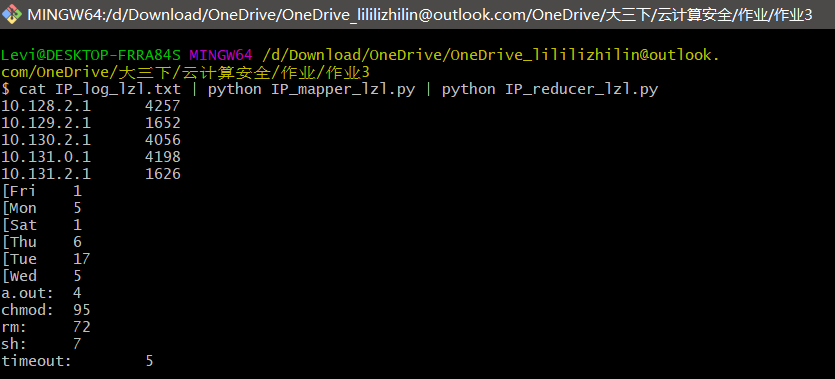 MINGW64:/d/Download/OneDrive/OneDrive_lililizhilin@outlook.com/OneDrive/大三下/云计算安全/作业/作业3
Levi@DESKTOP-FRRA84S MINGW64 /d/Download/OneDrive/OneDrive_lililizhilin@outlook.
com/OneDrive/大三下/云计算安全/作业/作业3
$ cat IP_log_lzl.txt | python IP_mapper_lzl.py | python IP_reducer_lzl.py
10.128.2.1 4257
10.129.2.1 1652
10.130.2.1 4056
10.131.0.1 4198
10.131.2.1 1626
[Fri 1
[Mon 5
[Sat 1
[Thu 6
[Tue 17
[Wed 5
a.out: 4
chmod: 95
rm: 72
sh: 7
timeout: 5